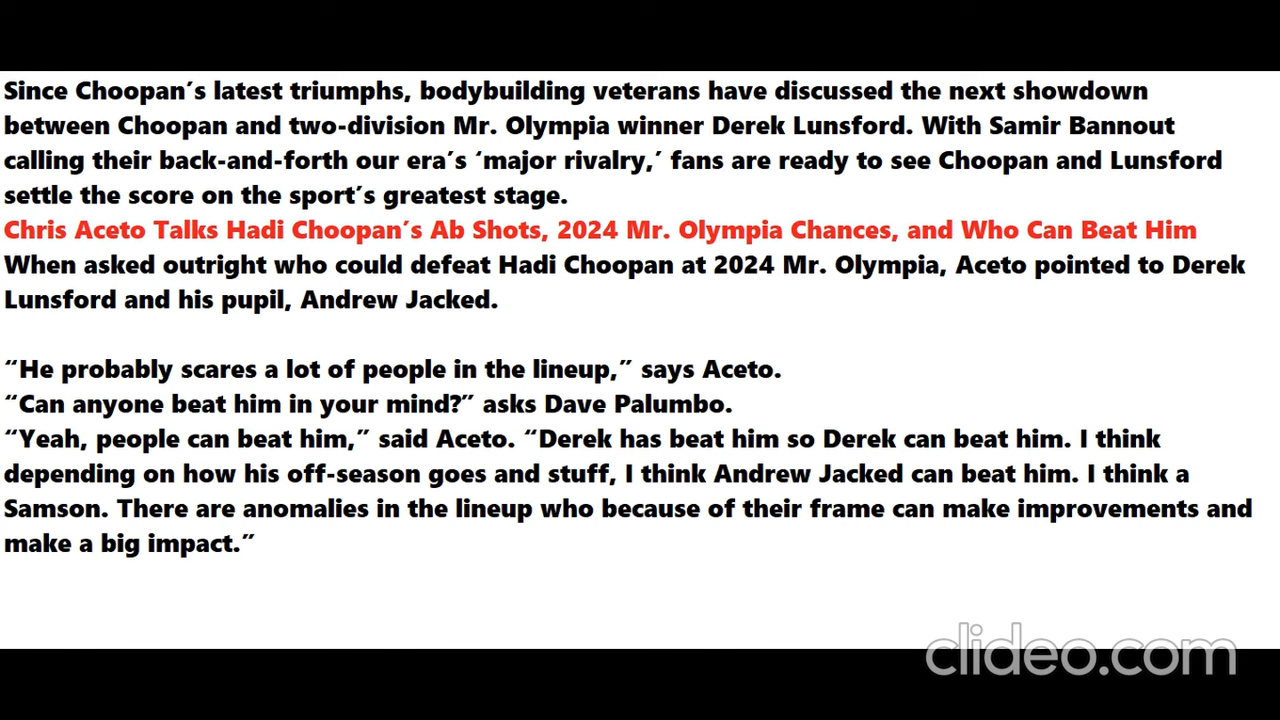 Since Choopan′s latest triumphs, bodybuilding veterans have discussed the next showdown
between Choopan and two-division Mr. Olympia winner Derek Lunsford. With Samir Bannout
calling their back-and-forth our era′s ‘major rivalry,’ fans are ready to see Choopan and Lunsford
settle the score on the sport′s greatest stage.
Chris Aceto Talks Hadi Choopan′s Ab Shots, 2024 Mr. Olympia Chances, and Who Can Beat Him
When asked outright who could defeat Hadi Choopan at 2024 Mr. Olympia, Aceto pointed to Derek
Lunsford and his pupil, Andrew Jacked.
“He probably scares a lot of people in the lineup,” says Aceto.
“Can anyone beat him in your mind?” asks Dave Palumbo.
“Yeah, people can beat him,” said Aceto. “Derek has beat him so Derek can beat him. I think
depending on how his off-season goes and stuff, I think Andrew Jacked can beat him. I think a
Samson. There are anomalies in the lineup who because of their frame can make improvements and
make a big impact.”
clideo.com